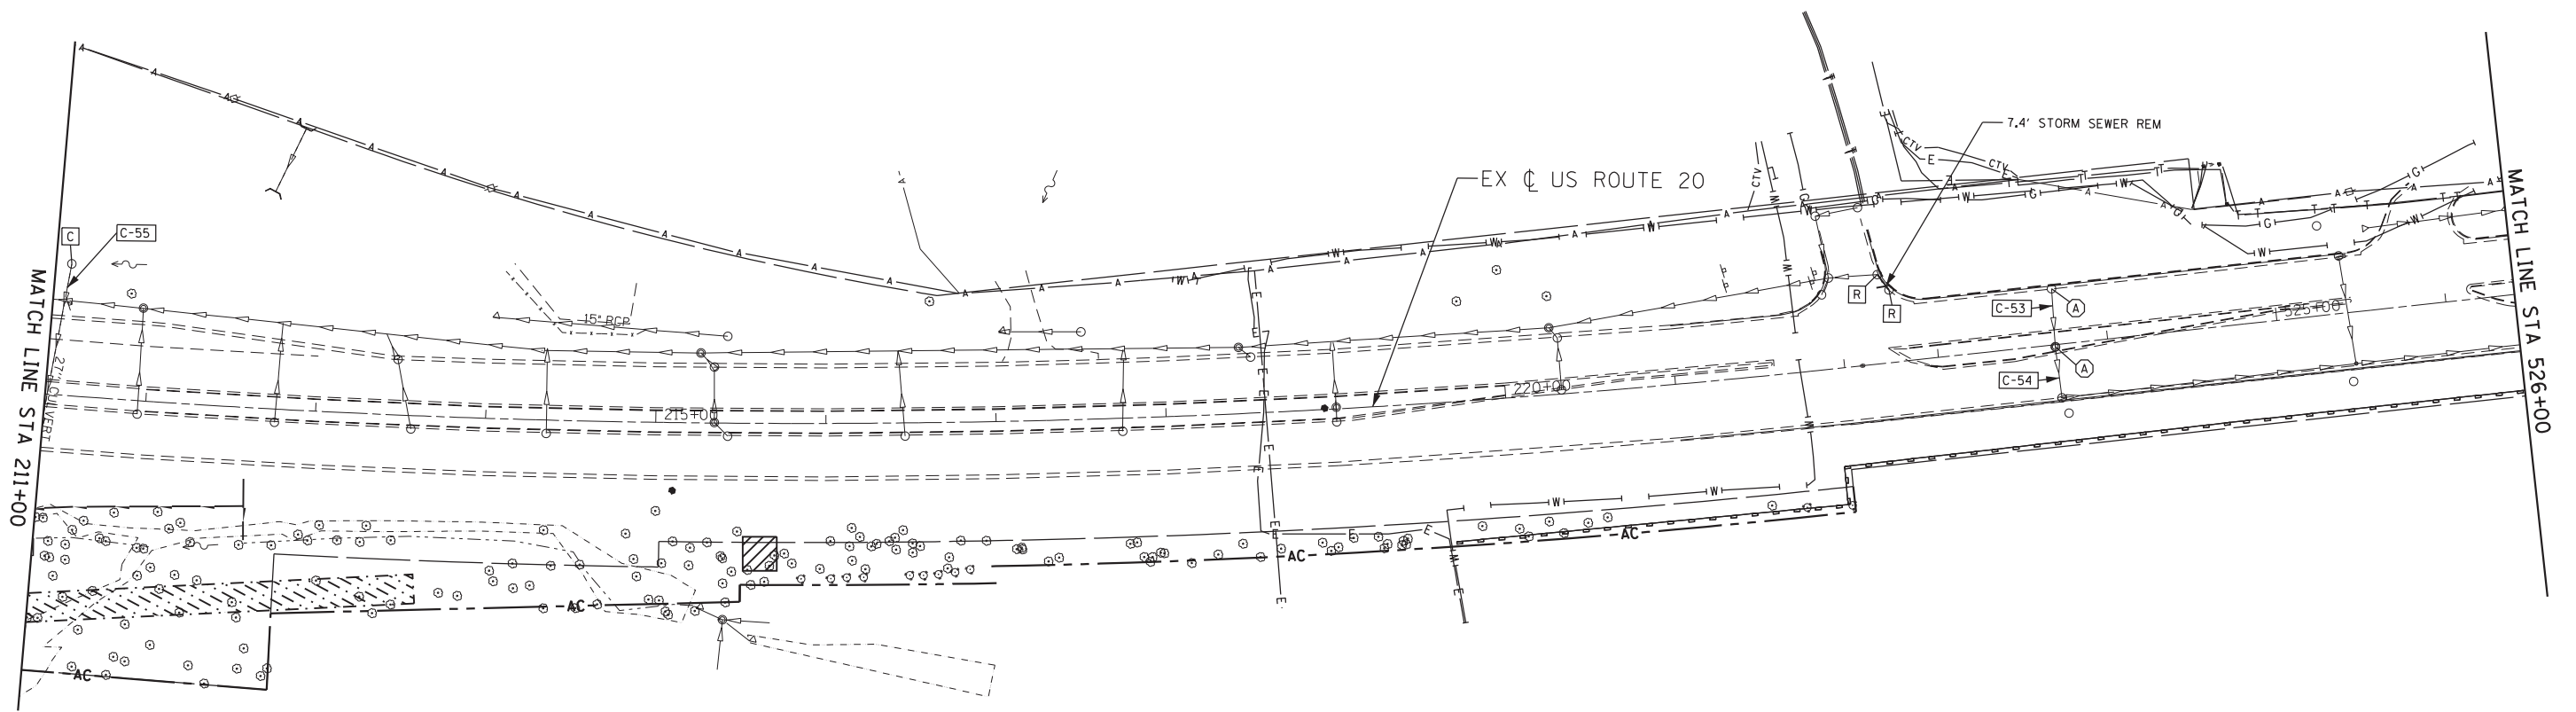 MATCH LINE STA 211+00
C
C-55
27' CULVERT
15" RCP
215+00
EX ℄ US ROUTE 20
220+00
7.4' STORM SEWER REM
CTV
CTV
CTV
E
R
R
C-53
A
C-54
A
525+00
MATCH LINE STA 526+00
AC
AC
AC
AC
A
W
E
T
G